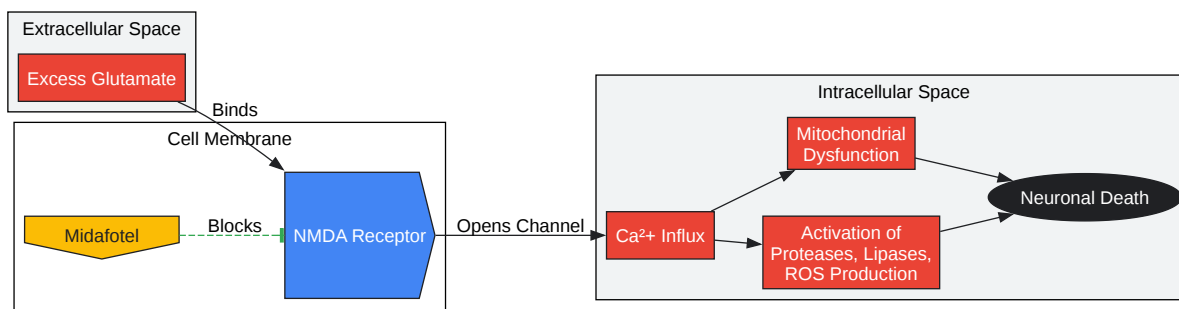 Extracellular Space
Excess Glutamate
Binds
Cell Membrane
Midafotel
Blocks
NMDA Receptor
Opens Channel
Intracellular Space
Ca²+ Influx
Mitochondrial
Dysfunction
Activation of
Proteases, Lipases,
ROS Production
Neuronal Death